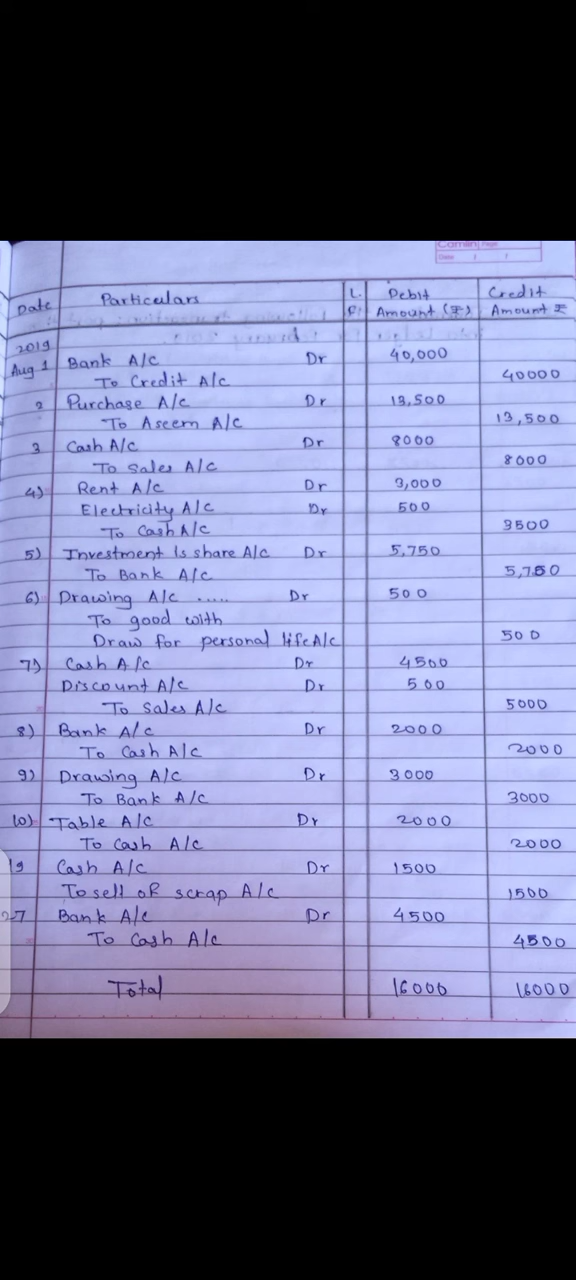 Camlin Page
Date / /
Date Particulars L. F. Debit Amount (₹) Credit Amount ₹
2019
Aug 1 Bank A/c Dr 40,000
To Credit A/c 40000
2 Purchase A/c Dr 13,500
To Aseem A/c 13,500
3 Cash A/c Dr 8000
To Sales A/c 8000
4) Rent A/c Dr 3,000
Electricity A/c Dr 500
To Cash A/c 3500
5) Investment Is share A/c Dr 5,750
To Bank A/c 5,750
6) Drawing A/c ..... Dr 500
To good with
Draw for personal life A/c 500
7) Cash A/c Dr 4500
Discount A/c Dr 500
To Sales A/c 5000
8) Bank A/c Dr 2000
To Cash A/c 2000
9) Drawing A/c Dr 3000
To Bank A/c 3000
10) Table A/c Dr 2000
To Cash A/c 2000
19 Cash A/c Dr 1500
To sell of scrap A/c 1500
27 Bank A/c Dr 4500
To Cash A/c 4500
Total 16000 16000